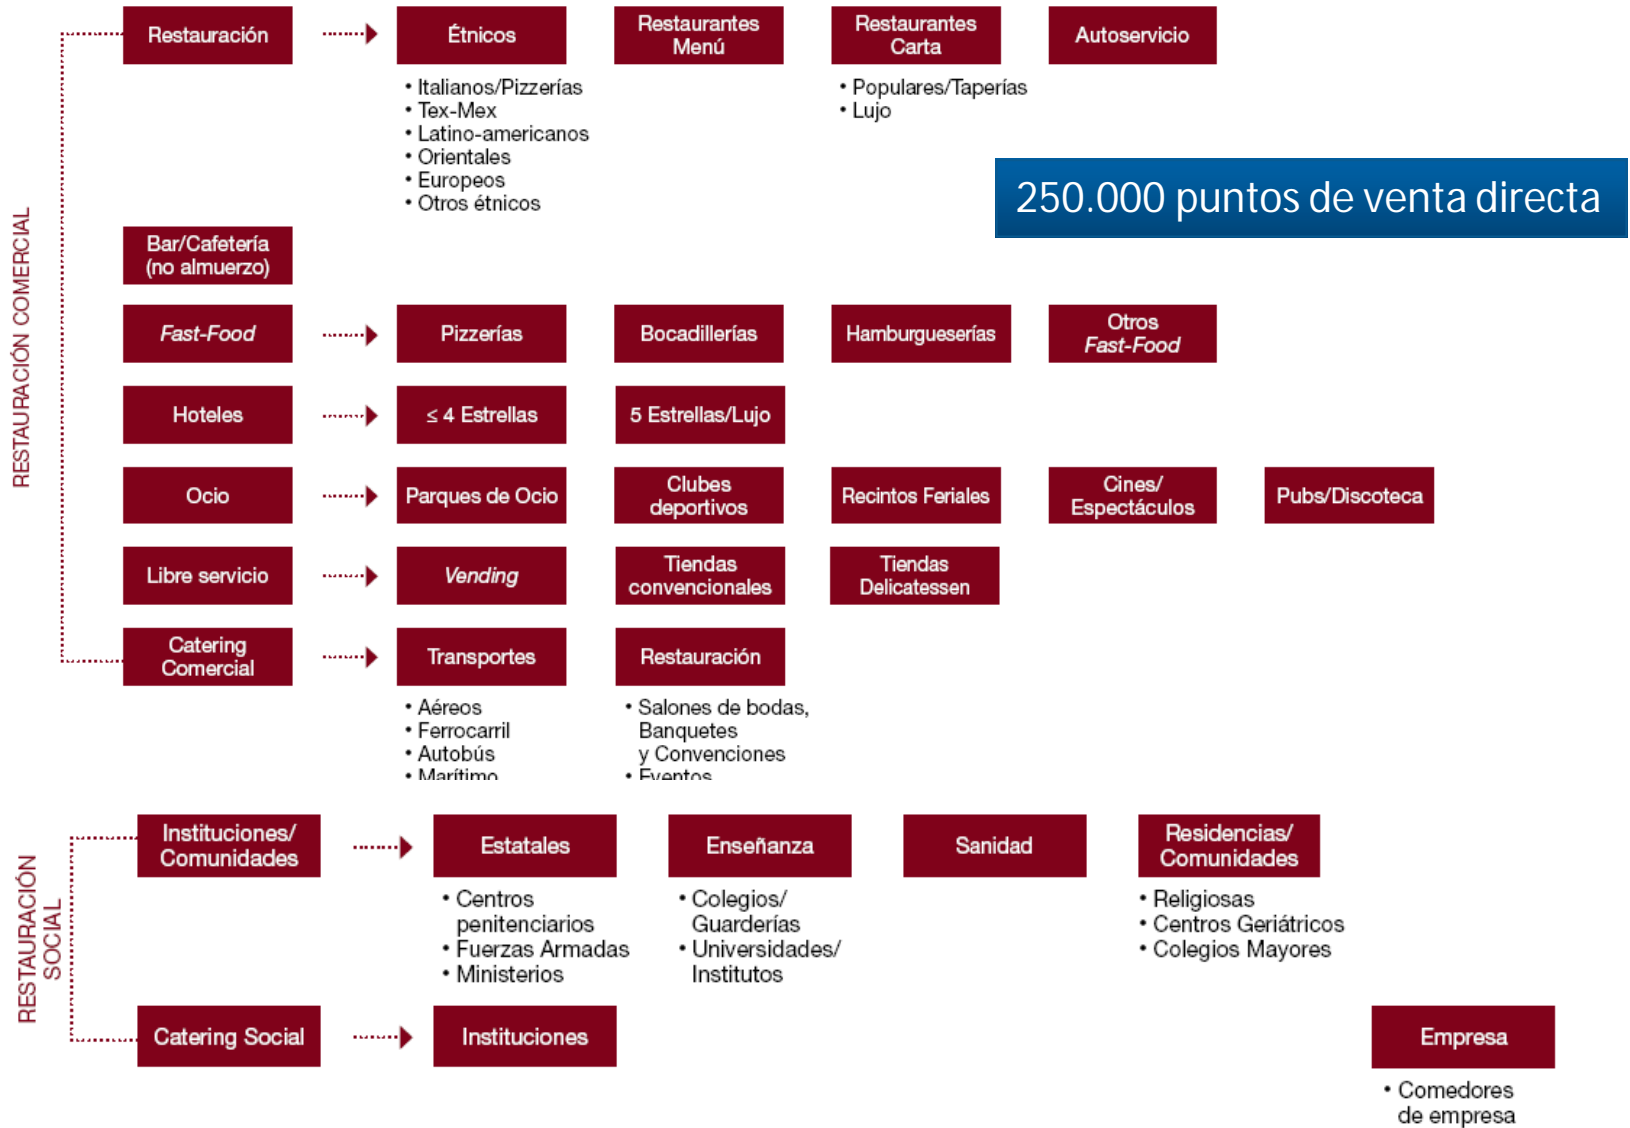 RESTAURACIÓN COMERCIAL
Restauración
Étnicos
Restaurantes
Menú
Restaurantes
Carta
Autoservicio
• Italianos/Pizzerías
• Tex-Mex
• Latino-americanos
• Orientales
• Europeos
• Otros étnicos
• Populares/Taperías
• Lujo
250.000 puntos de venta directa
Bar/Cafetería
(no almuerzo)
Fast-Food
Pizzerías
Bocadillerías
Hamburgueserías
Otros
Fast-Food
Hoteles
≤ 4 Estrellas
5 Estrellas/Lujo
Ocio
Parques de Ocio
Clubes
deportivos
Recintos Feriales
Cines/
Espectáculos
Pubs/Discoteca
Libre servicio
Vending
Tiendas
convencionales
Tiendas
Delicatessen
Catering
Comercial
Transportes
Restauración
• Aéreos
• Ferrocarril
• Autobús
• Marítimo
• Salones de bodas,
Banquetes
y Convenciones
• Eventos
RESTAURACIÓN
SOCIAL
Instituciones/
Comunidades
Estatales
Enseñanza
Sanidad
Residencias/
Comunidades
• Centros
penitenciarios
• Fuerzas Armadas
• Ministerios
• Colegios/
Guarderías
• Universidades/
Institutos
• Religiosas
• Centros Geriátricos
• Colegios Mayores
Catering Social
Instituciones
Empresa
• Comedores
de empresa